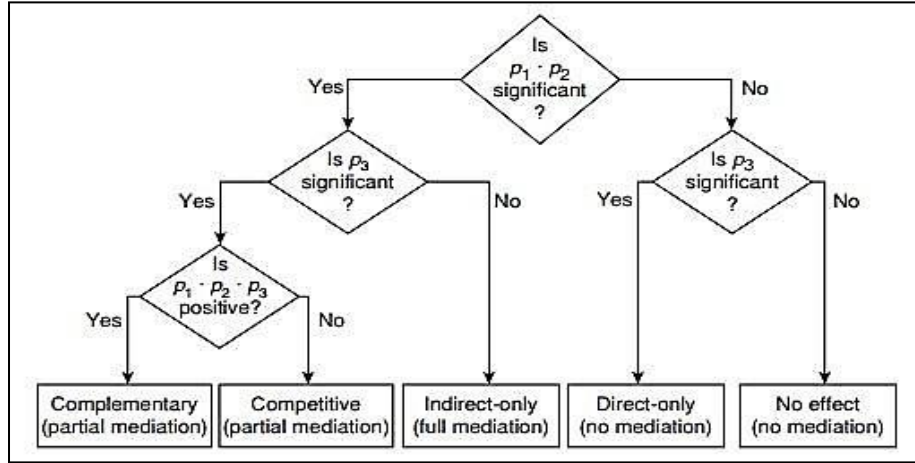 Is
p₁ · p₂
significant
?
Yes
No
Is p₃
significant
?
Is p₃
significant
?
Yes
No
Yes
No
Is
p₁ · p₂ · p₃
positive?
Yes
No
Complementary
(partial mediation)
Competitive
(partial mediation)
Indirect-only
(full mediation)
Direct-only
(no mediation)
No effect
(no mediation)